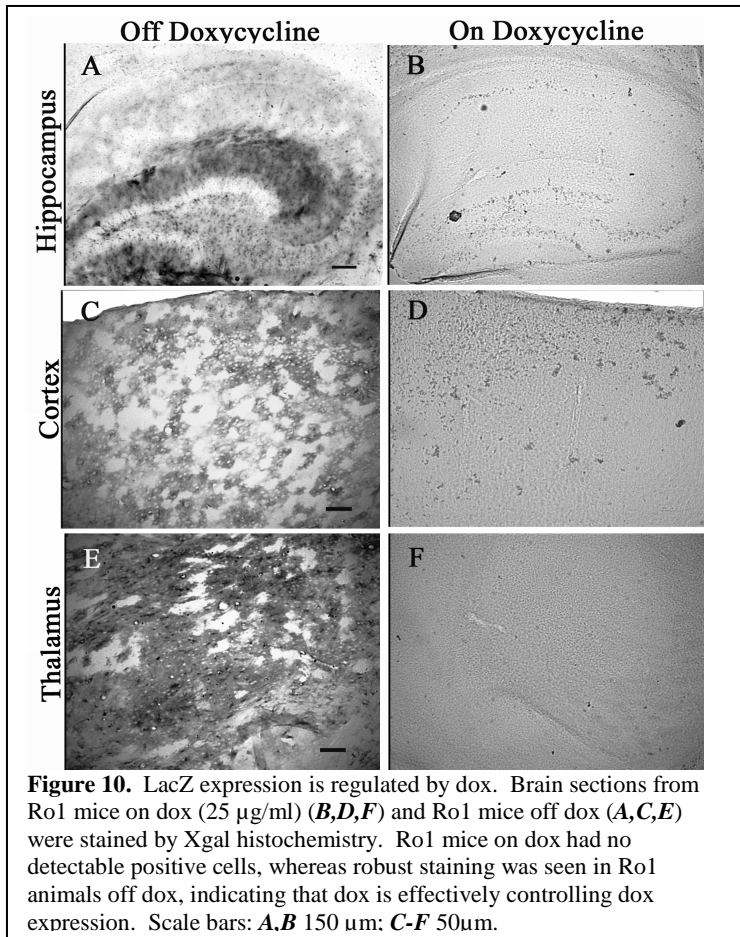 Off Doxycycline On Doxycycline
Hippocampus
A B
Cortex
C D
Thalamus
E F
Figure 10. LacZ expression is regulated by dox. Brain sections from
Ro1 mice on dox (25 µg/ml) (B,D,F) and Ro1 mice off dox (A,C,E)
were stained by Xgal histochemistry. Ro1 mice on dox had no
detectable positive cells, whereas robust staining was seen in Ro1
animals off dox, indicating that dox is effectively controlling dox
expression. Scale bars: A,B 150 µm; C-F 50µm.